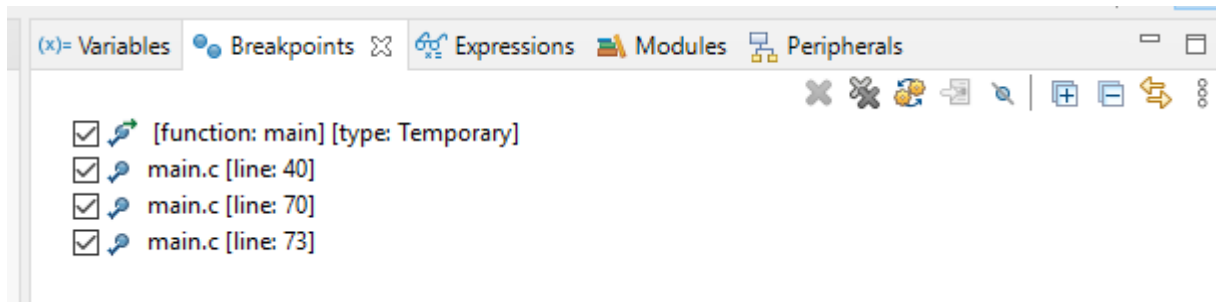 (x)= Variables Breakpoints Expressions Modules Peripherals
[function: main] [type: Temporary]
main.c [line: 40]
main.c [line: 70]
main.c [line: 73]